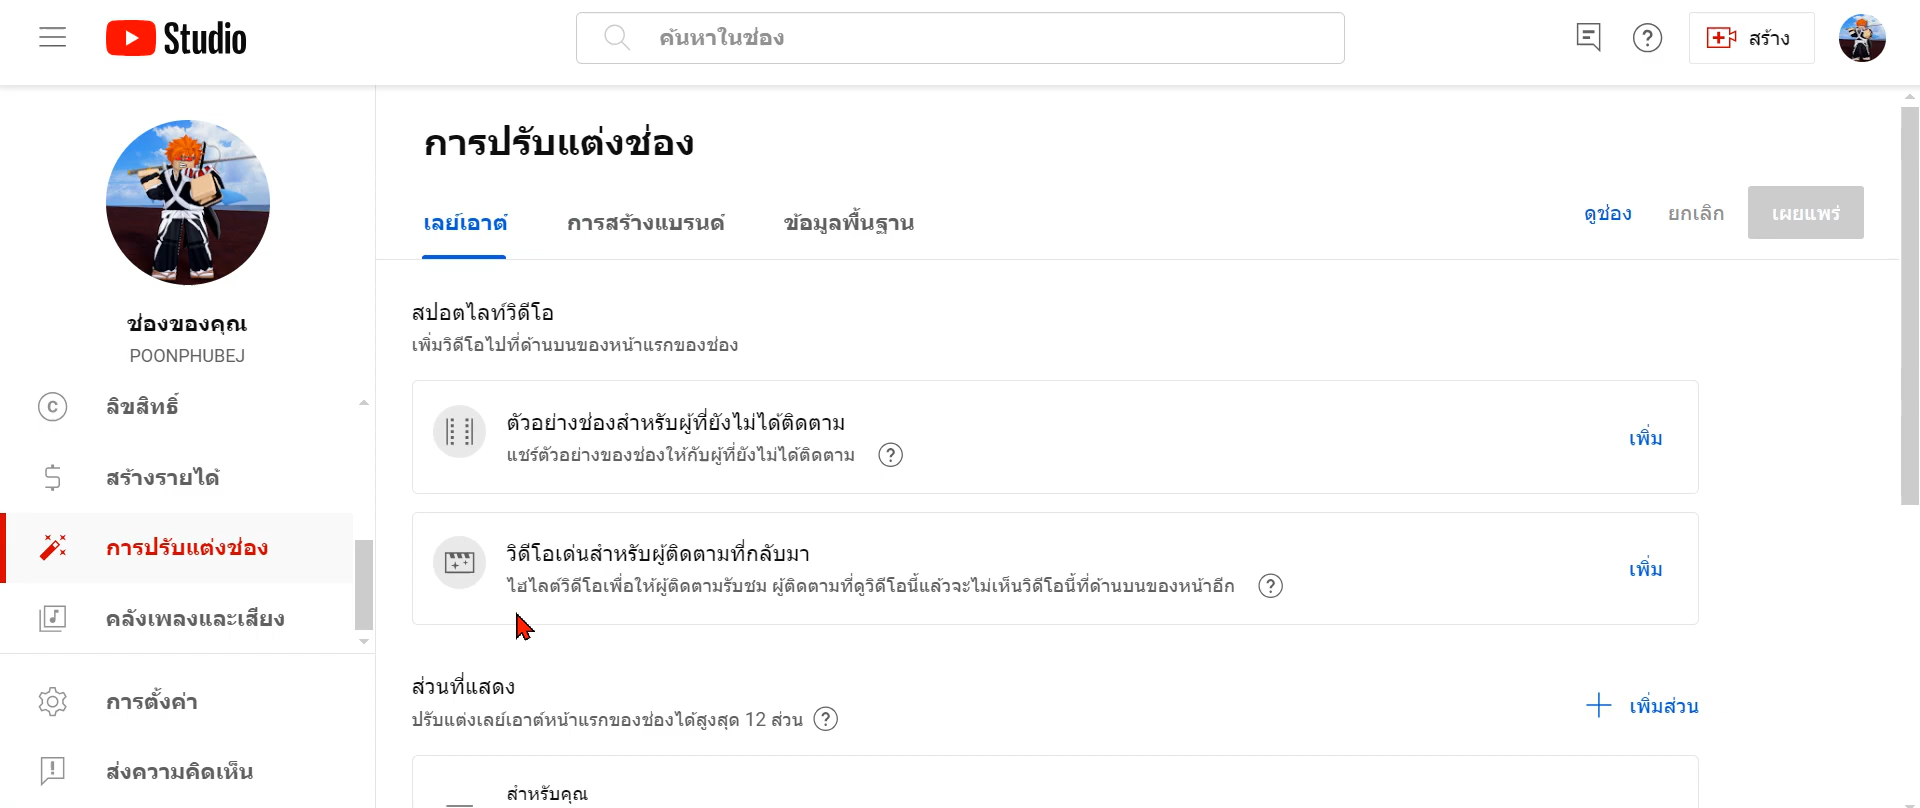 Studio
ค้นหาในช่อง
สร้าง
ช่องของคุณ
POONPHUBEJ
ลิขสิทธิ์
สร้างรายได้
การปรับแต่งช่อง
คลังเพลงและเสียง
การตั้งค่า
ส่งความคิดเห็น
การปรับแต่งช่อง
เลย์เอาต์ การสร้างแบรนด์ ข้อมูลพื้นฐาน
ดูช่อง ยกเลิก เผยแพร่
สปอตไลท์วิดีโอ
เพิ่มวิดีโอไปที่ด้านบนของหน้าแรกของช่อง
ตัวอย่างช่องสำหรับผู้ที่ยังไม่ได้ติดตาม
แชร์ตัวอย่างของช่องให้กับผู้ที่ยังไม่ได้ติดตาม
เพิ่ม
วิดีโอเด่นสำหรับผู้ติดตามที่กลับมา
ไฮไลต์วิดีโอเพื่อให้ผู้ติดตามรับชม ผู้ติดตามที่ดูวิดีโอนี้แล้วจะไม่เห็นวิดีโอนี้ที่ด้านบนของหน้าอีก
เพิ่ม
ส่วนที่แสดง
ปรับแต่งเลย์เอาต์หน้าแรกของช่องได้สูงสุด 12 ส่วน
เพิ่มส่วน
สำหรับคุณ